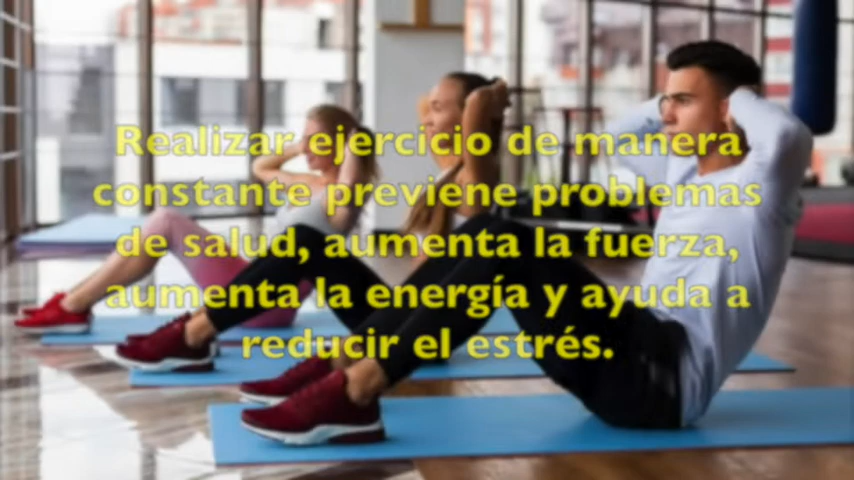 Realizar ejercicio de manera
constante previene problemas
de salud, aumenta la fuerza,
aumenta la energía y ayuda a
reducir el estrés.